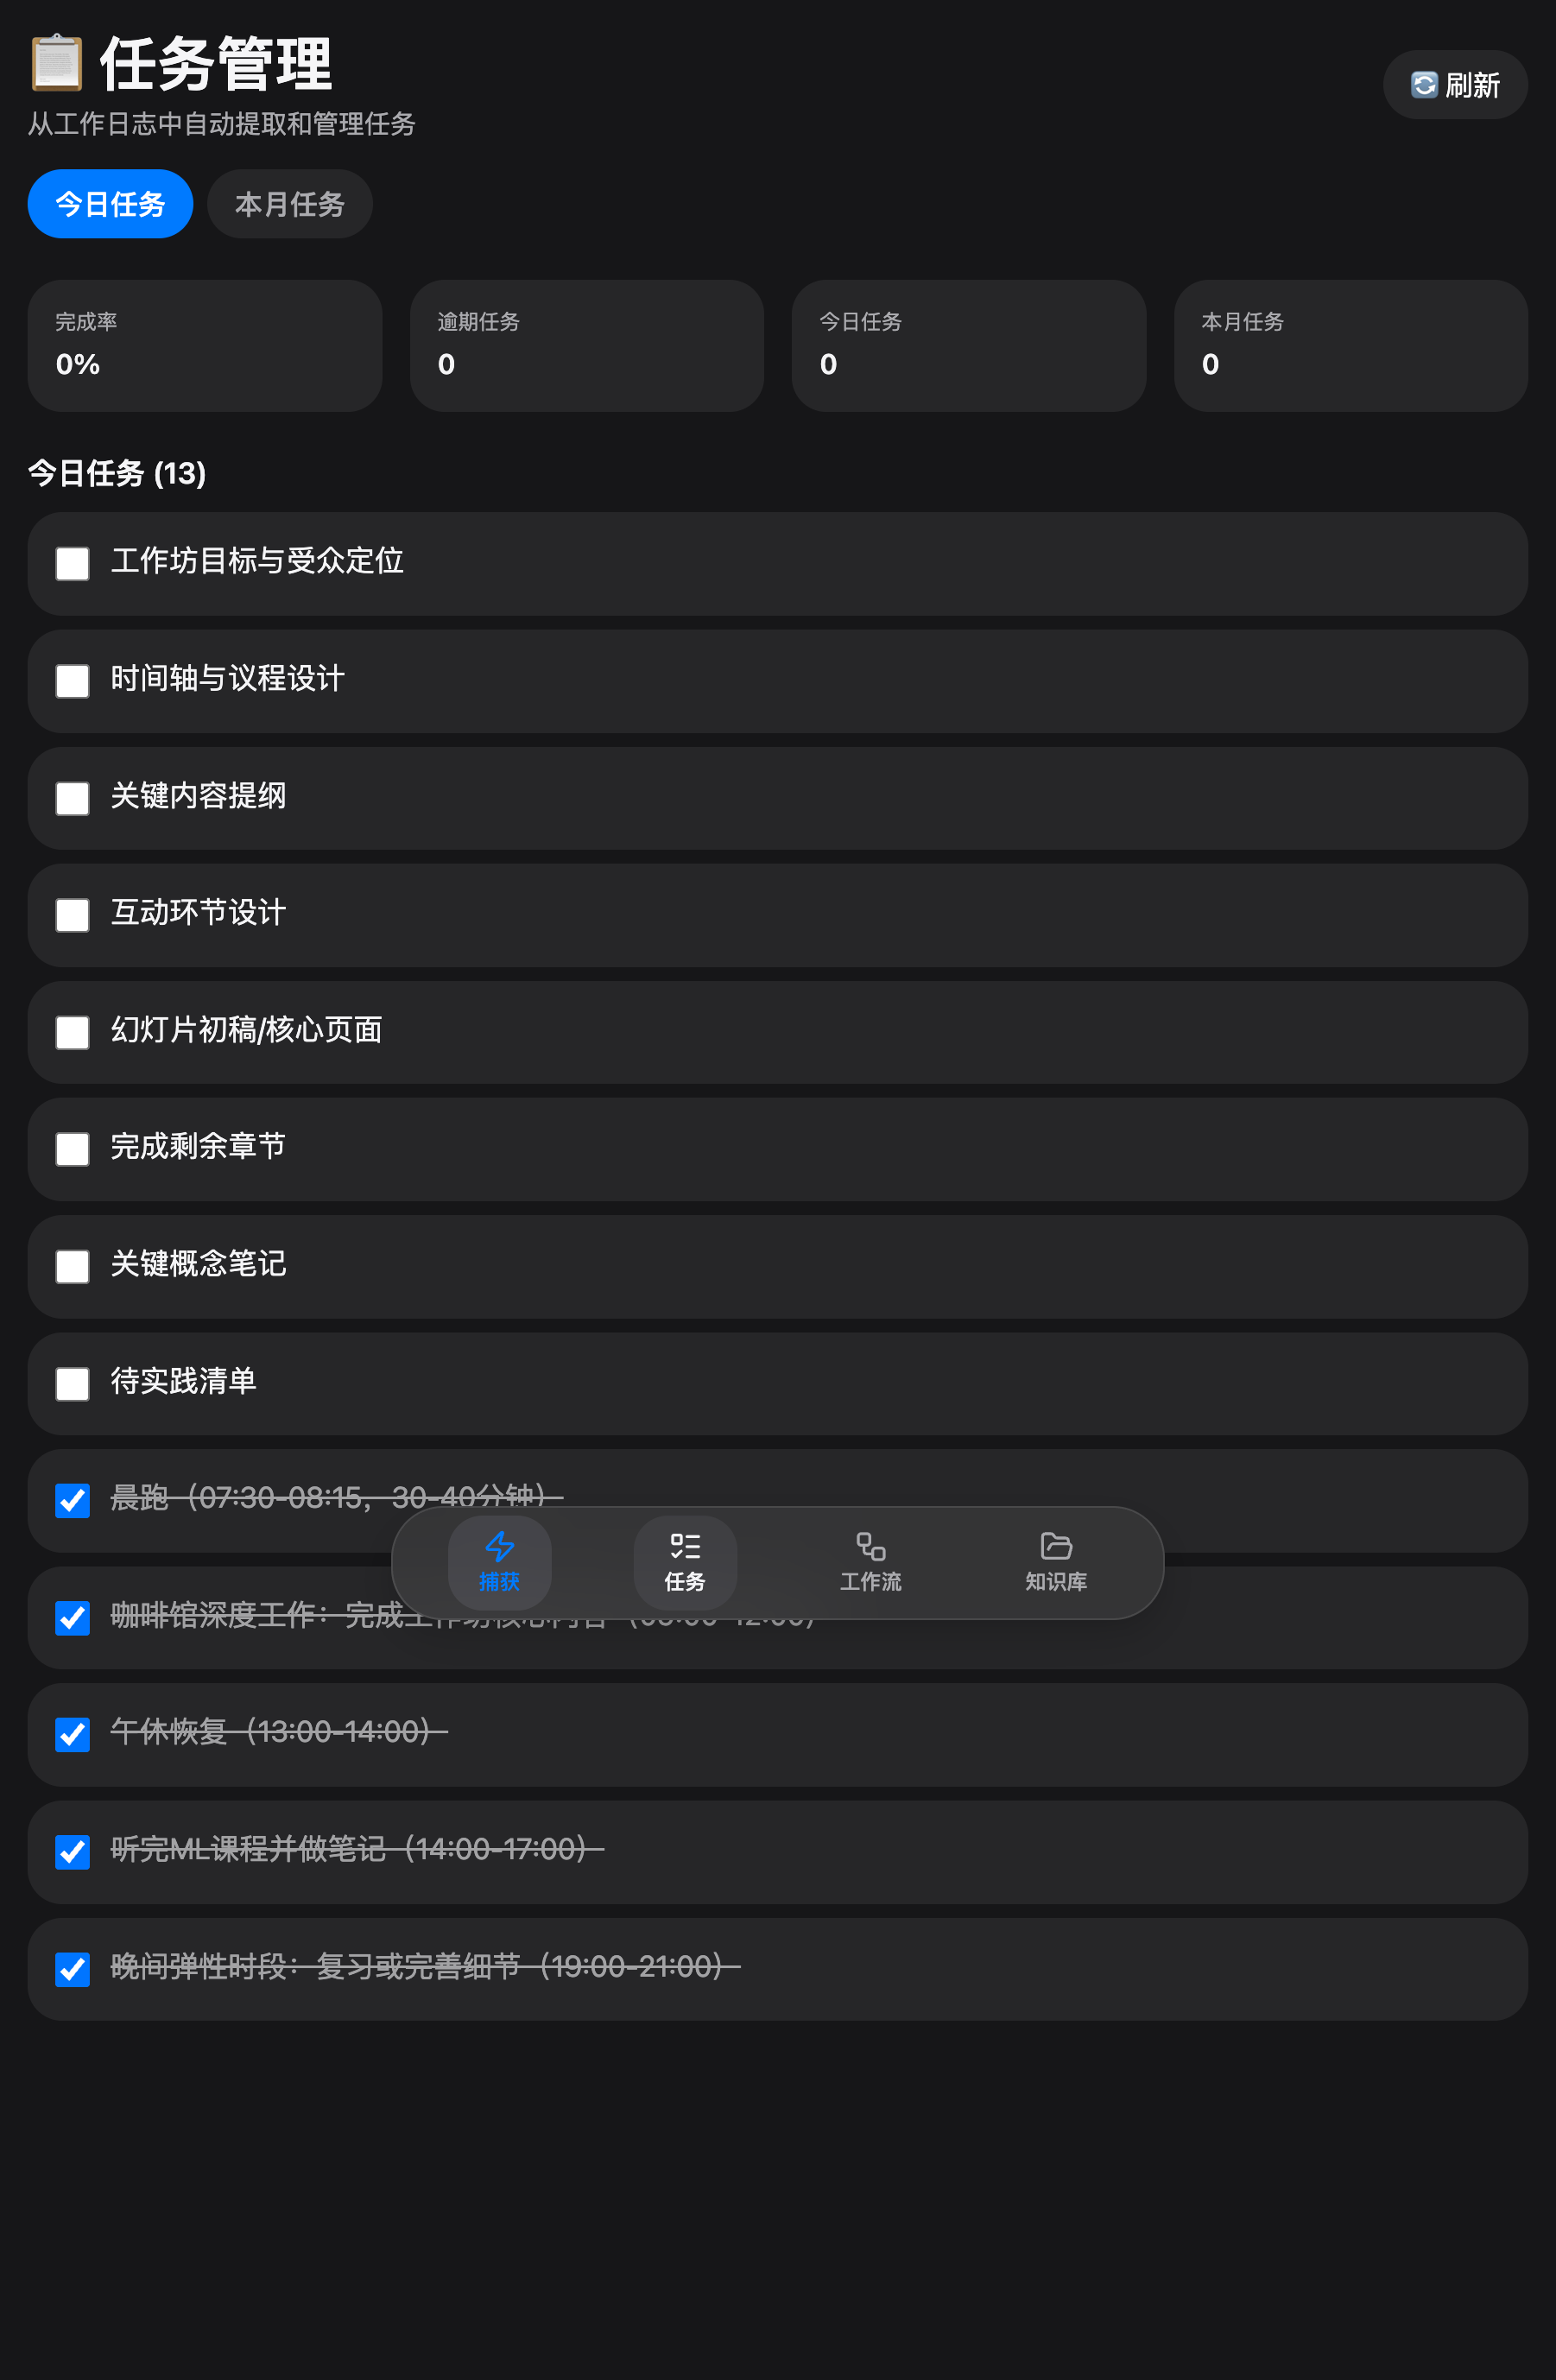 任务管理
从工作日志中自动提取和管理任务
刷新
今日任务 本月任务
完成率 逾期任务 今日任务 本月任务
0% 0 0 0
今日任务 (13)
工作坊目标与受众定位
时间轴与议程设计
关键内容提纲
互动环节设计
幻灯片初稿/核心页面
完成剩余章节
关键概念笔记
待实践清单
晨跑（07:30-08:15，30-40分钟）
捕获 任务 工作流 知识库
咖啡馆深度工作：完成
午休恢复（13:00-14:00）
听完ML课程并做笔记（14:00-17:00）
晚间弹性时段：复习或完善细节（19:00-21:00）